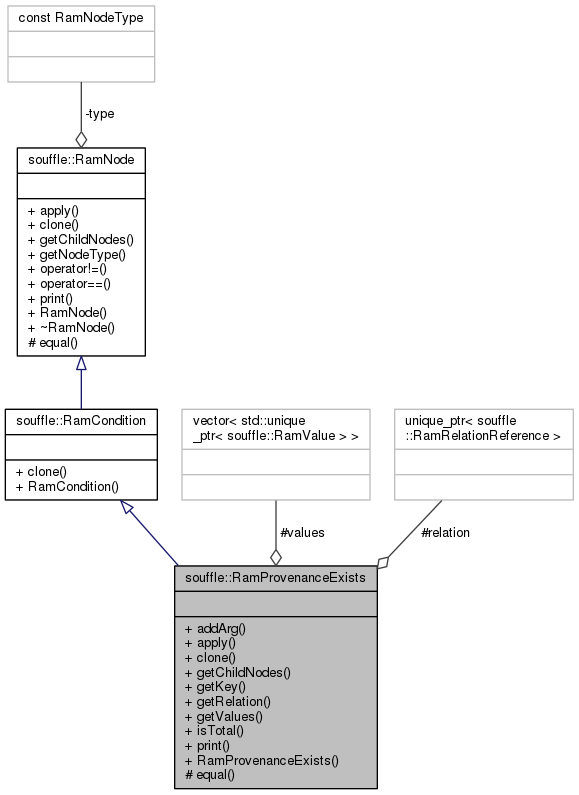 const RamNodeType
-type
souffle::RamNode
+ apply()
+ clone()
+ getChildNodes()
+ getNodeType()
+ operator!=()
+ operator==()
+ print()
+ RamNode()
+ ~RamNode()
# equal()
souffle::RamCondition
+ clone()
+ RamCondition()
vector< std::unique
_ptr< souffle::RamValue > >
unique_ptr< souffle
::RamRelationReference >
#values
#relation
souffle::RamProvenanceExists
+ addArg()
+ apply()
+ clone()
+ getChildNodes()
+ getKey()
+ getRelation()
+ getValues()
+ isTotal()
+ print()
+ RamProvenanceExists()
# equal()